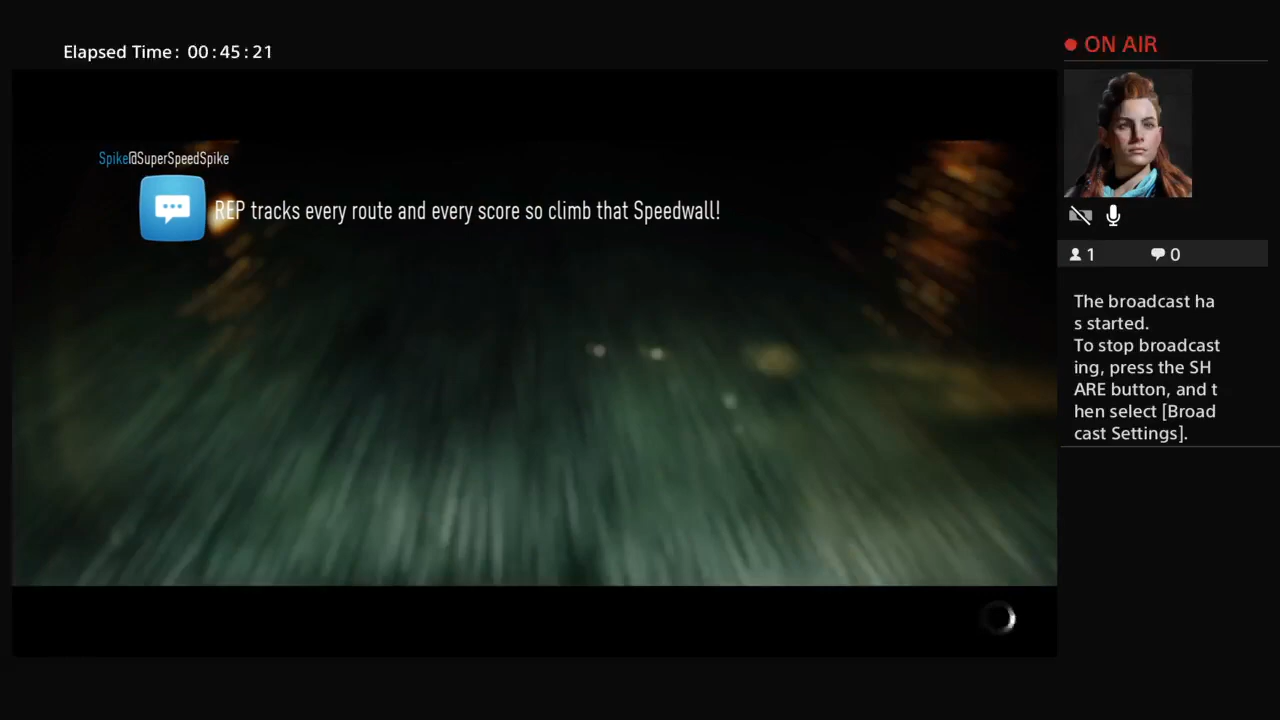 Elapsed Time: 00:45:21
ON AIR
Spike@SuperSpeedSpike
REP tracks every route and every score so climb that Speedwall!
1 0
The broadcast ha
s started.
To stop broadcast
ing, press the SH
ARE button, and t
hen select [Broad
cast Settings].